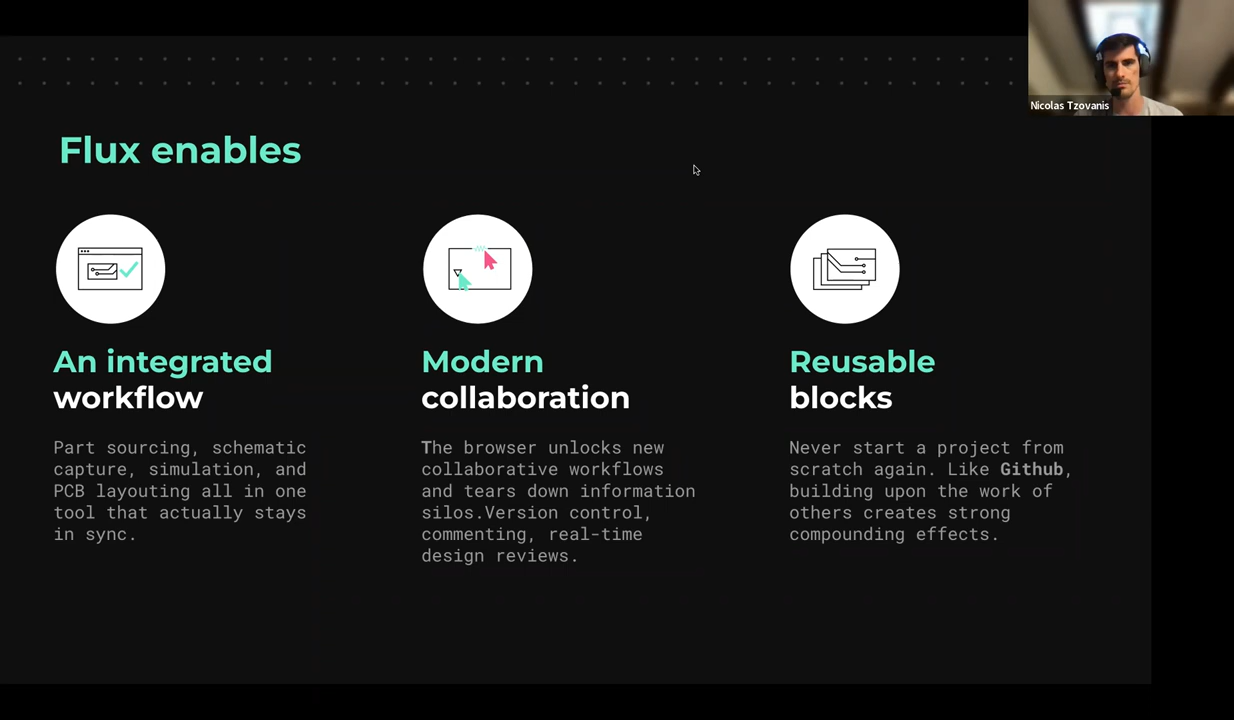 Nicolas Tzovanis
Flux enables
An integrated
workflow
Part sourcing, schematic
capture, simulation, and
PCB layouting all in one
tool that actually stays
in sync.
Modern
collaboration
The browser unlocks new
collaborative workflows
and tears down information
silos.Version control,
commenting, real-time
design reviews.
Reusable
blocks
Never start a project from
scratch again. Like Github,
building upon the work of
others creates strong
compounding effects.